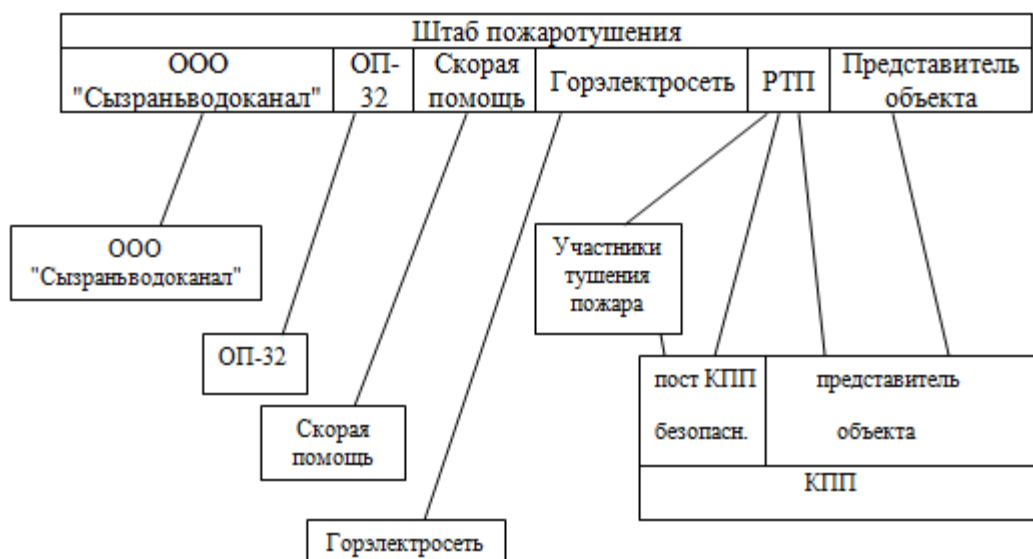 Штаб пожаротушения
ООО
"Сызраньводоканал"
ОП-
32
Скорая
помощь
Горэлектросеть
РТП
Представитель
объекта
ООО
"Сызраньводоканал"
Участники
тушения
пожара
ОП-32
пост КПП
безопасн.
представитель
объекта
Скорая
помощь
КПП
Горэлектросеть